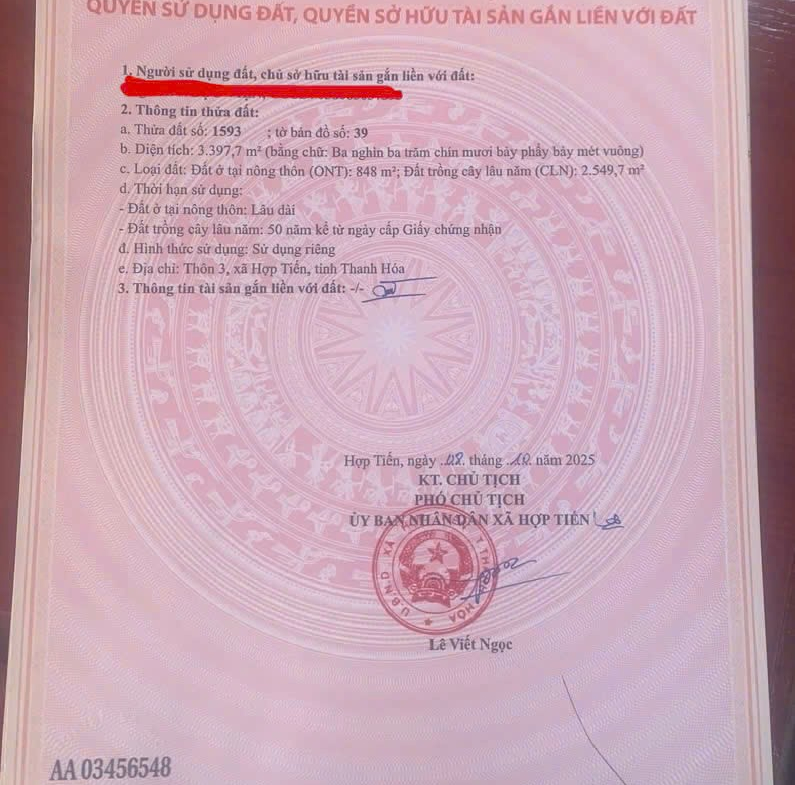 QUYỀN SỬ DỤNG ĐẤT, QUYỀN SỞ HỮU TÀI SẢN GẮN LIỀN VỚI ĐẤT
1. Người sử dụng đất, chủ sở hữu tài sản gắn liền với đất:
2. Thông tin thửa đất:
a. Thửa đất số: 1593 ; tờ bản đồ số: 39
b. Diện tích: 3.397,7 m² (bằng chữ: Ba nghìn ba trăm chín mươi bảy phẩy bảy mét vuông)
c. Loại đất: Đất ở tại nông thôn (ONT): 848 m²; Đất trồng cây lâu năm (CLN): 2.549,7 m²
d. Thời hạn sử dụng:
- Đất ở tại nông thôn: Lâu dài
- Đất trồng cây lâu năm: 50 năm kể từ ngày cấp Giấy chứng nhận
đ. Hình thức sử dụng: Sử dụng riêng
e. Địa chỉ: Thôn 3, xã Hợp Tiến, tỉnh Thanh Hóa
3. Thông tin tài sản gắn liền với đất: -/-
Hợp Tiến, ngày tháng năm 2025
KT. CHỦ TỊCH
PHÓ CHỦ TỊCH
ỦY BAN NHÂN DÂN XÃ HỢP TIẾN
U.B.N.D XÃ
HÓA
Lê Viết Ngọc
AA 03456548